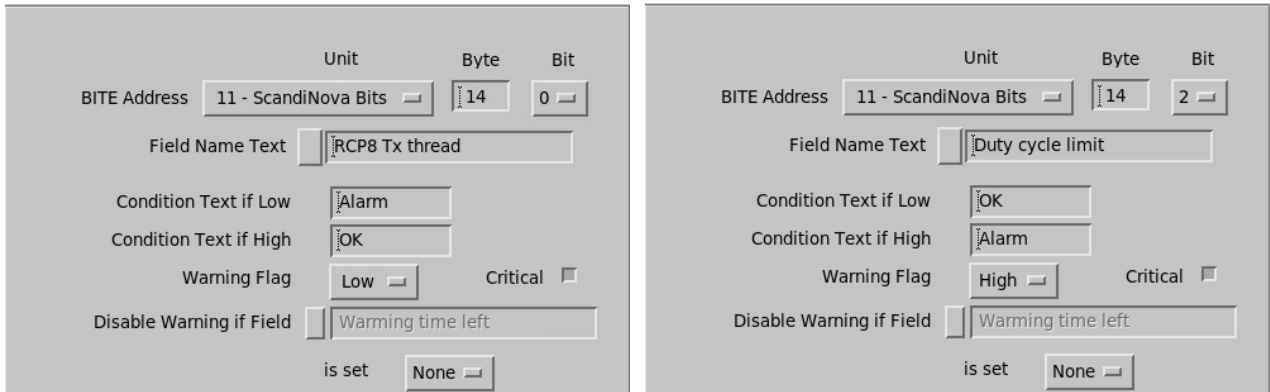 Unit Byte Bit
BITE Address 11 - ScandiNova Bits 14 0
Field Name Text RCP8 Tx thread
Condition Text if Low Alarm
Condition Text if High OK
Warning Flag Low Critical
Disable Warning if Field Warming time left
is set None
Unit Byte Bit
BITE Address 11 - ScandiNova Bits 14 2
Field Name Text Duty cycle limit
Condition Text if Low OK
Condition Text if High Alarm
Warning Flag High Critical
Disable Warning if Field Warming time left
is set None